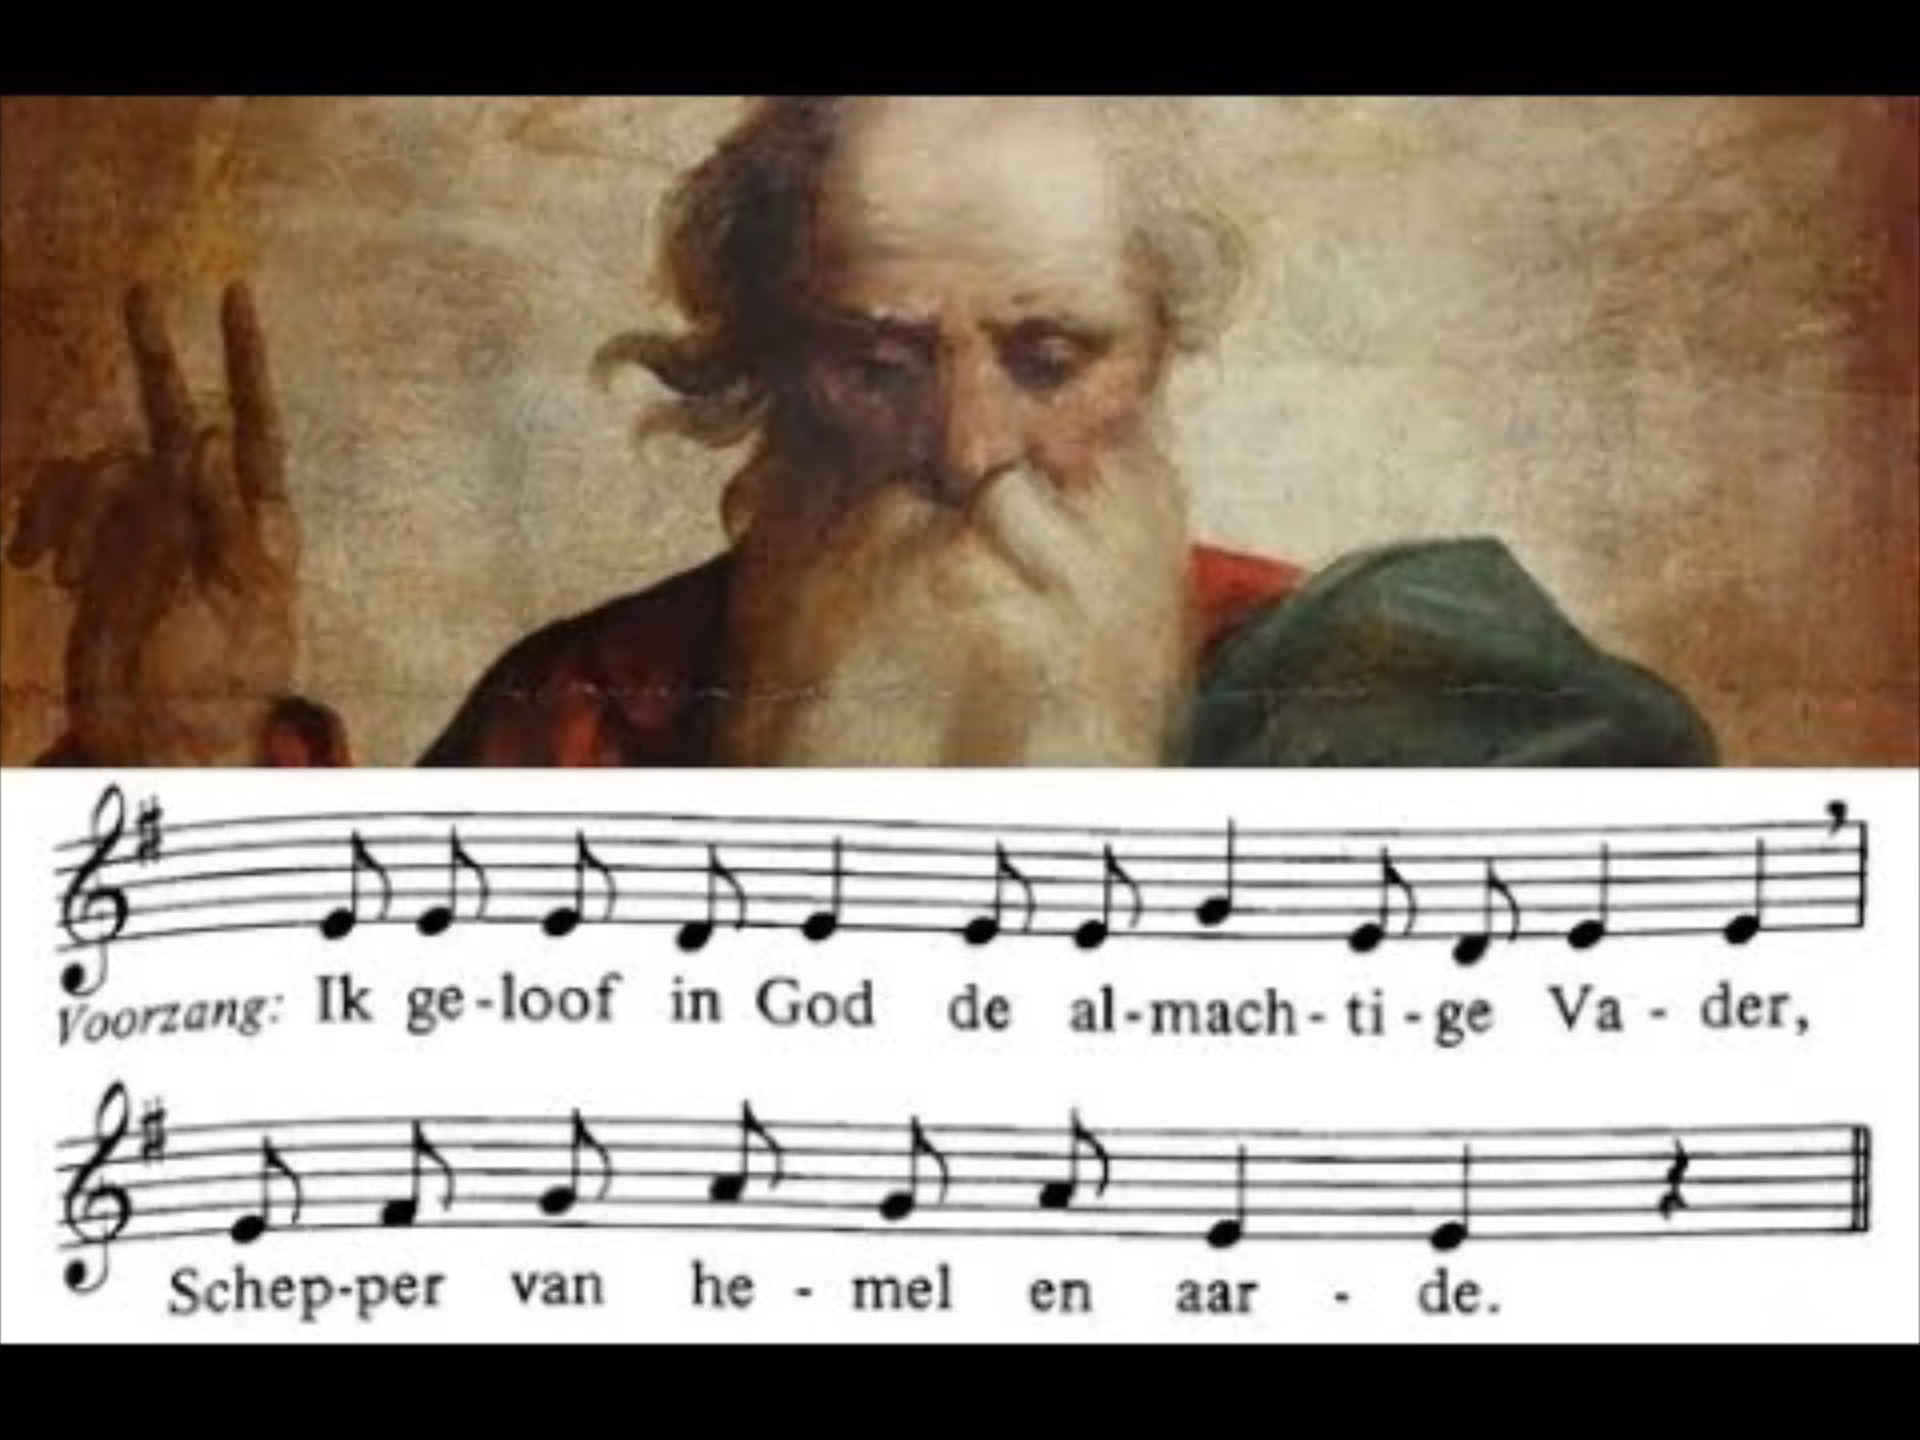 Voorzang: Ik ge-loof in God de al-mach-ti-ge Va-der,
Schep-per van he-mel en aar-de.